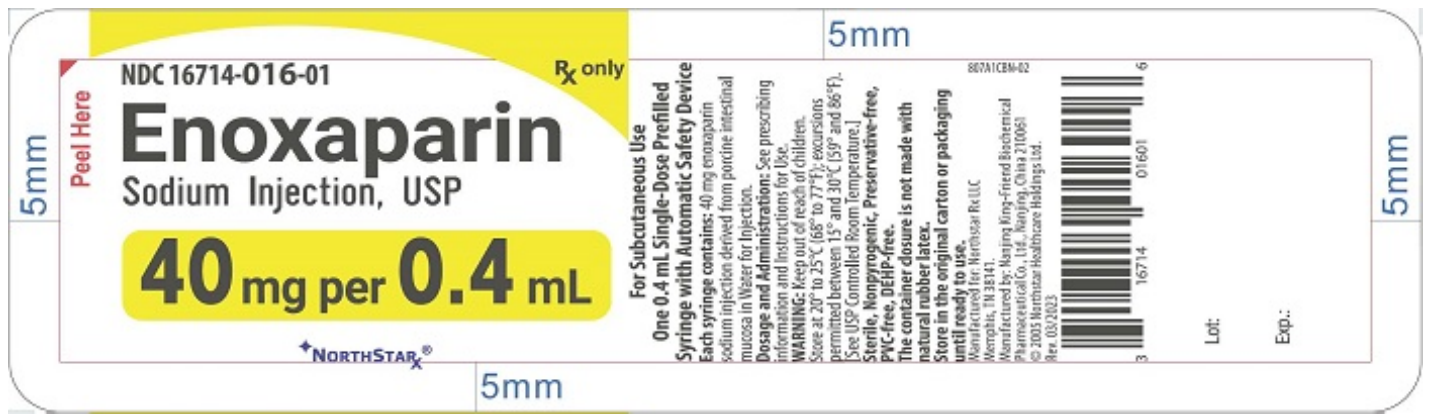 5mm
5mm
Peel Here
NDC 16714-016-01
Rx only
Enoxaparin
Sodium Injection, USP
40 mg per 0.4 mL
NORTHSTARx®
5mm
For Subcutaneous Use
One 0.4 mL Single-Dose Prefilled
Syringe with Automatic Safety Device
Each syringe contains: 40 mg enoxaparin
sodium injection derived from porcine intestinal
mucosa in Water for Injection.
Dosage and Administration: See prescribing
information and Instructions for Use.
WARNING: Keep out of reach of children.
Store at 20° to 25°C (68° to 77°F); excursions
permitted between 15° and 30°C (59° and 86°F).
[See USP Controlled Room Temperature.]
Sterile, Nonpyrogenic, Preservative-free,
PVC-free, DEHP-free.
The container closure is not made with
natural rubber latex.
Store in the original carton or packaging
until ready to use.
Manufactured for: Northstar Rx LLC
Memphis, TN 38141.
Manufactured by: Nanjing King-Friend Biochemical
Pharmaceutical Co., Ltd., Nanjing, China 210061
© 2005 Northstar Healthcare Holdings Ltd.
Rev. 03/2023
807A1CBN-02
3 16714 01601 6
Lot:
Exp.:
5mm